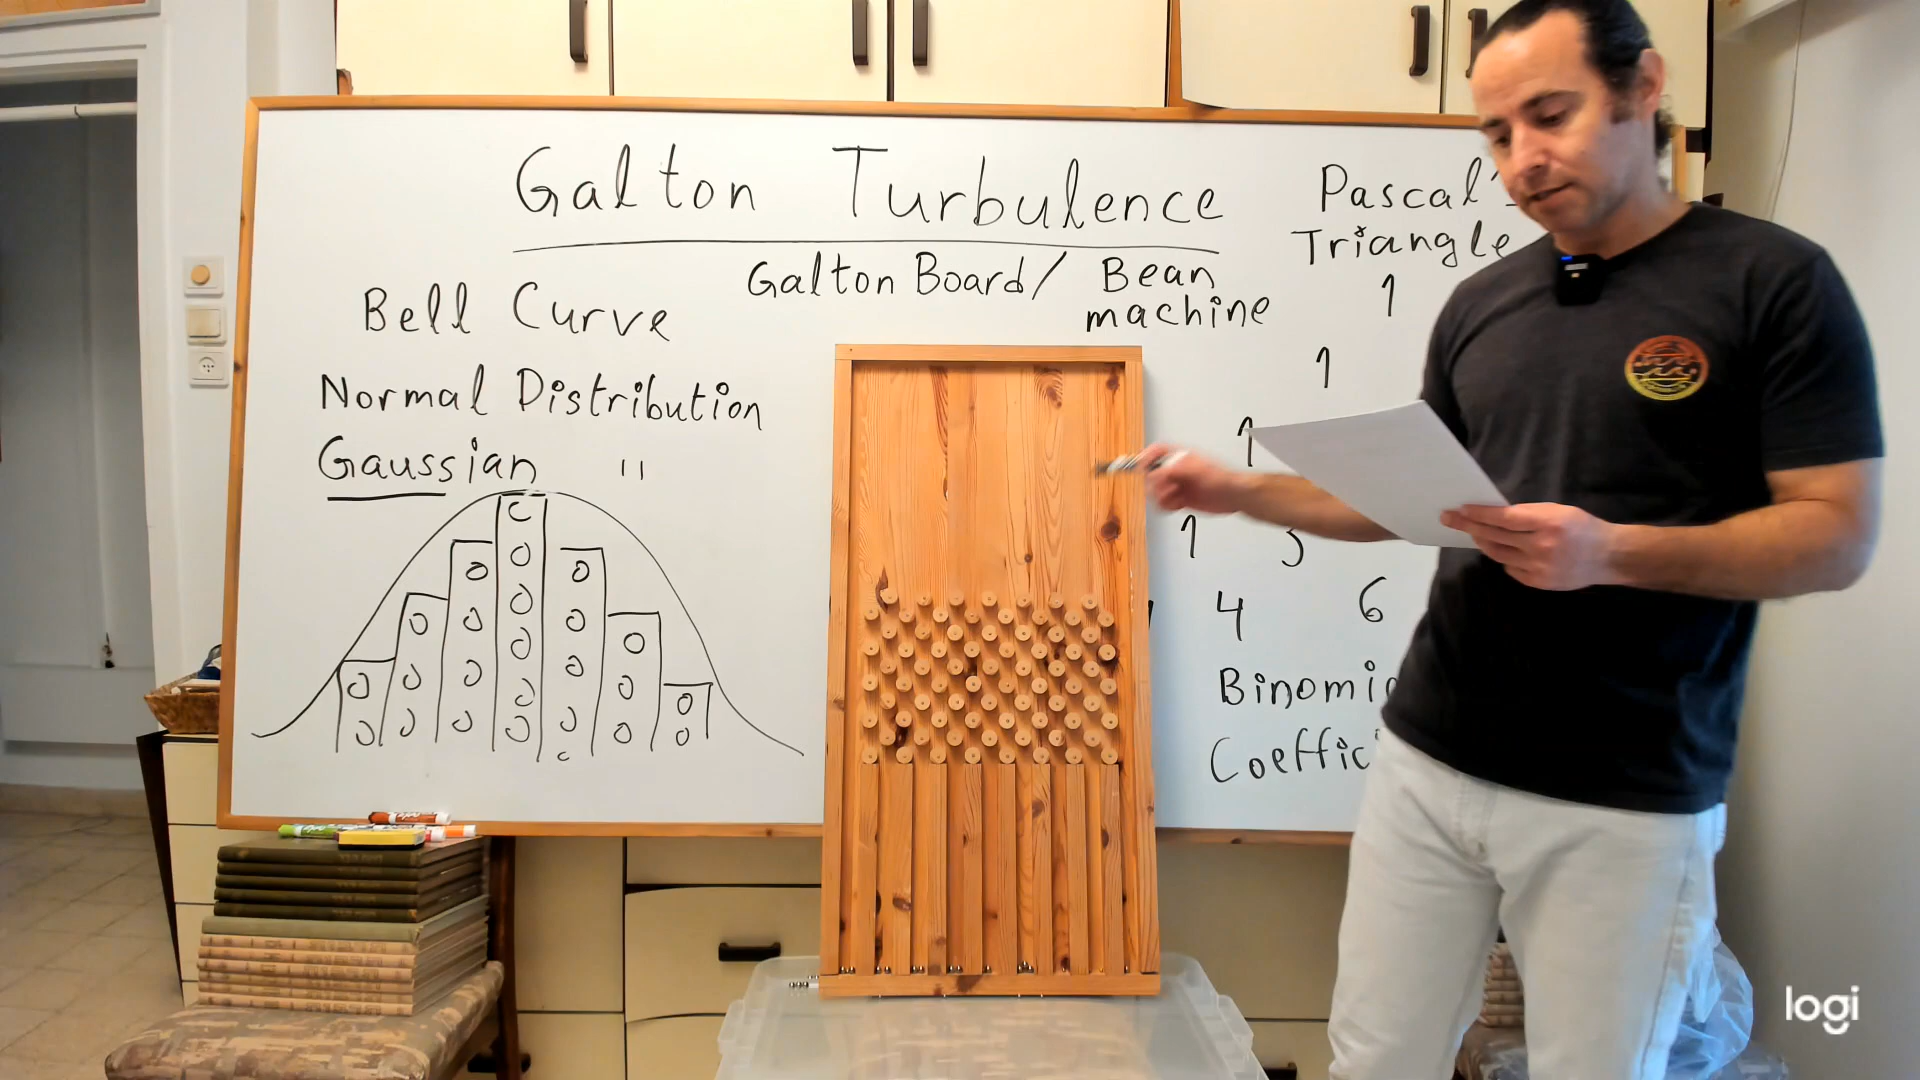 Galton Turbulence
Galton Board/ Bean machine
Bell Curve
Normal Distribution
Gaussian "
Pascal's
Triangle
1
1
1
1 3
4 6
Binomi
Coeffici
logi